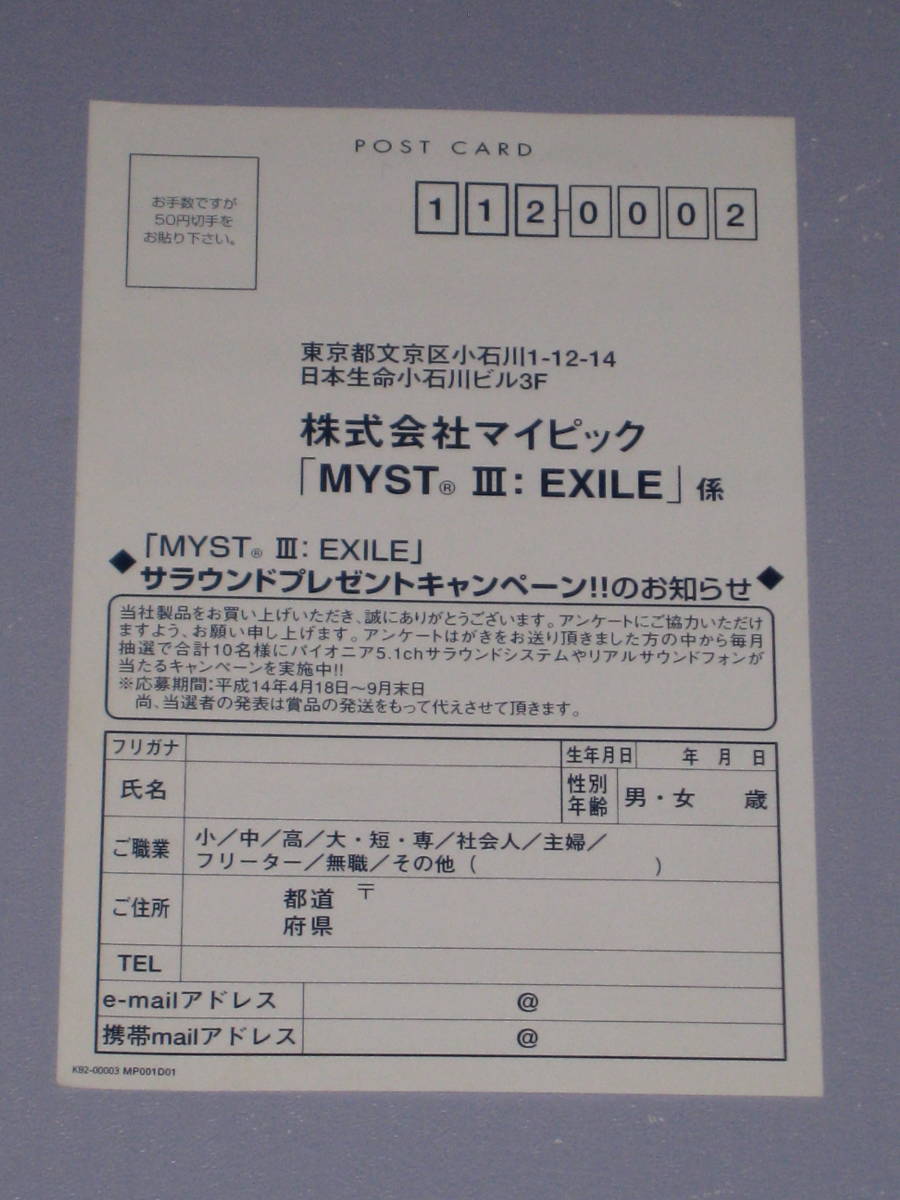 POST CARD
お手数ですが
50円切手を
お貼り下さい。
112-0002
東京都文京区小石川1-12-14
日本生命小石川ビル3F
株式会社マイピック
「MYST® III: EXILE」係
「MYST® III: EXILE」
◆サラウンドプレゼントキャンペーン!!のお知らせ◆
当社製品をお買い上げいただき、誠にありがとうございます。アンケートにご協力いただけ
ますよう、お願い申し上げます。アンケートはがきをお送り頂きました方の中から毎月
抽選で合計10名様にパイオニア5.1chサラウンドシステムやリアルサウンドフォンが
当たるキャンペーンを実施中!!
※応募期間:平成14年4月18日～9月末日
尚、当選者の発表は賞品の発送をもって代えさせて頂きます。
フリガナ 生年月日 年 月 日
氏名 性別 年齢 男・女 歳
ご職業 小／中／高／大・短・専／社会人／主婦／
フリーター／無職／その他( )
ご住所 都道 〒
府県
TEL
e-mailアドレス @
携帯mailアドレス @
K92-00003 MP001D01